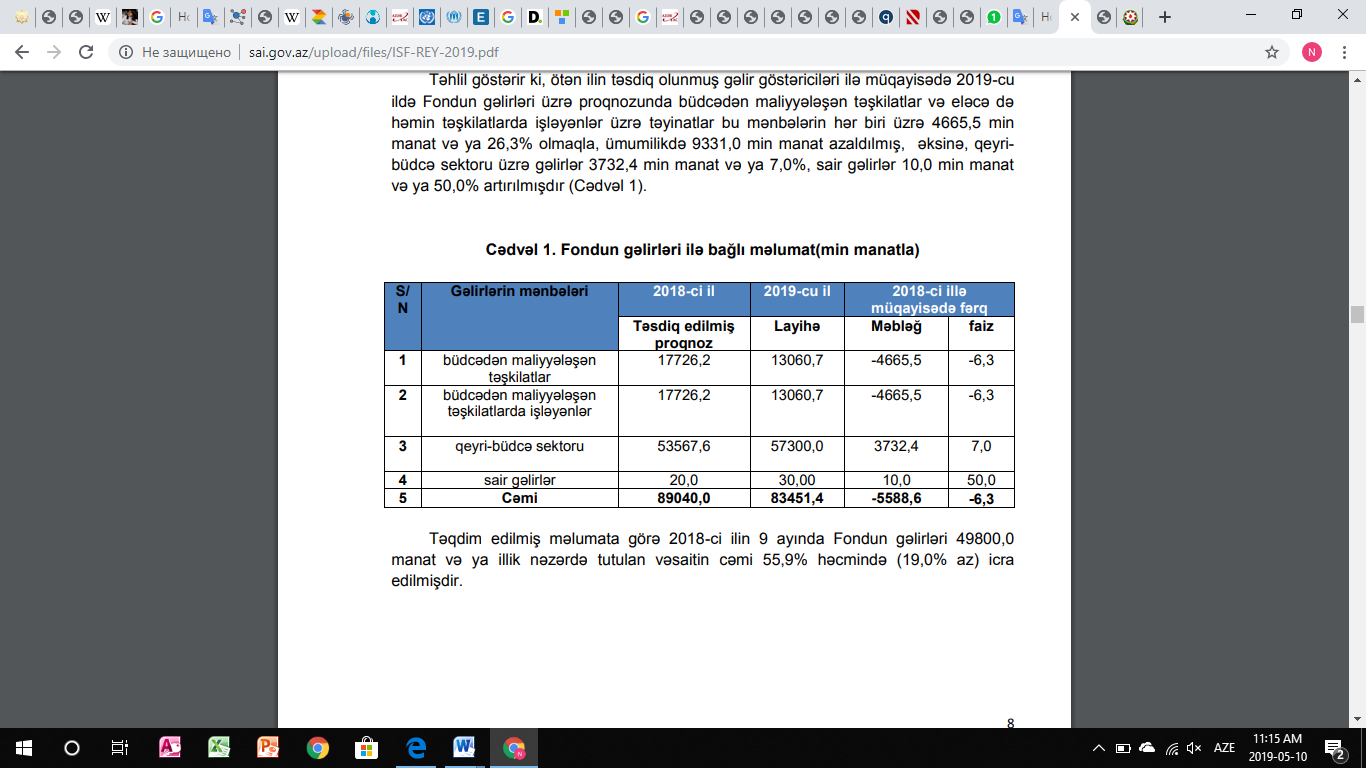 Не защищено
sai.gov.az/upload/files/ISF-REY-2019.pdf
Təhlil göstərir ki, ötən ilin təsdiq olunmuş gəlir göstəriciləri ilə müqayisədə 2019-cu
ildə Fondun gəlirləri üzrə proqnozunda büdcədən maliyyələşən təşkilatlar və eləcə də
həmin təşkilatlarda işləyənlər üzrə təyinatlar bu mənbələrin hər biri üzrə 4665,5 min
manat və ya 26,3% olmaqla, ümumilikdə 9331,0 min manat azaldılmış, əksinə, qeyri-
büdcə sektoru üzrə gəlirlər 3732,4 min manat və ya 7,0%, sair gəlirlər 10,0 min manat
və ya 50,0% artırılmışdır (Cədvəl 1).
Cədvəl 1. Fondun gəlirləri ilə bağlı məlumat(min manatla)
S/ Gəlirlərin mənbələri 2018-ci il 2019-cu il 2018-ci illə
N müqayisədə fərq
Təsdiq edilmiş Layihə Məbləğ faiz
proqnoz
1 büdcədən maliyyələşən 17726,2 13060,7 -4665,5 -6,3
təşkilatlar
2 büdcədən maliyyələşən 17726,2 13060,7 -4665,5 -6,3
təşkilatlarda işləyənlər
3 qeyri-büdcə sektoru 53567,6 57300,0 3732,4 7,0
4 sair gəlirlər 20,0 30,00 10,0 50,0
5 Cəmi 89040,0 83451,4 -5588,6 -6,3
Təqdim edilmiş məlumata görə 2018-ci ilin 9 ayında Fondun gəlirləri 49800,0
manat və ya illik nəzərdə tutulan vəsaitin cəmi 55,9% həcmində (19,0% az) icra
edilmişdir.
8
AZE
11:15 AM
2019-05-10
2